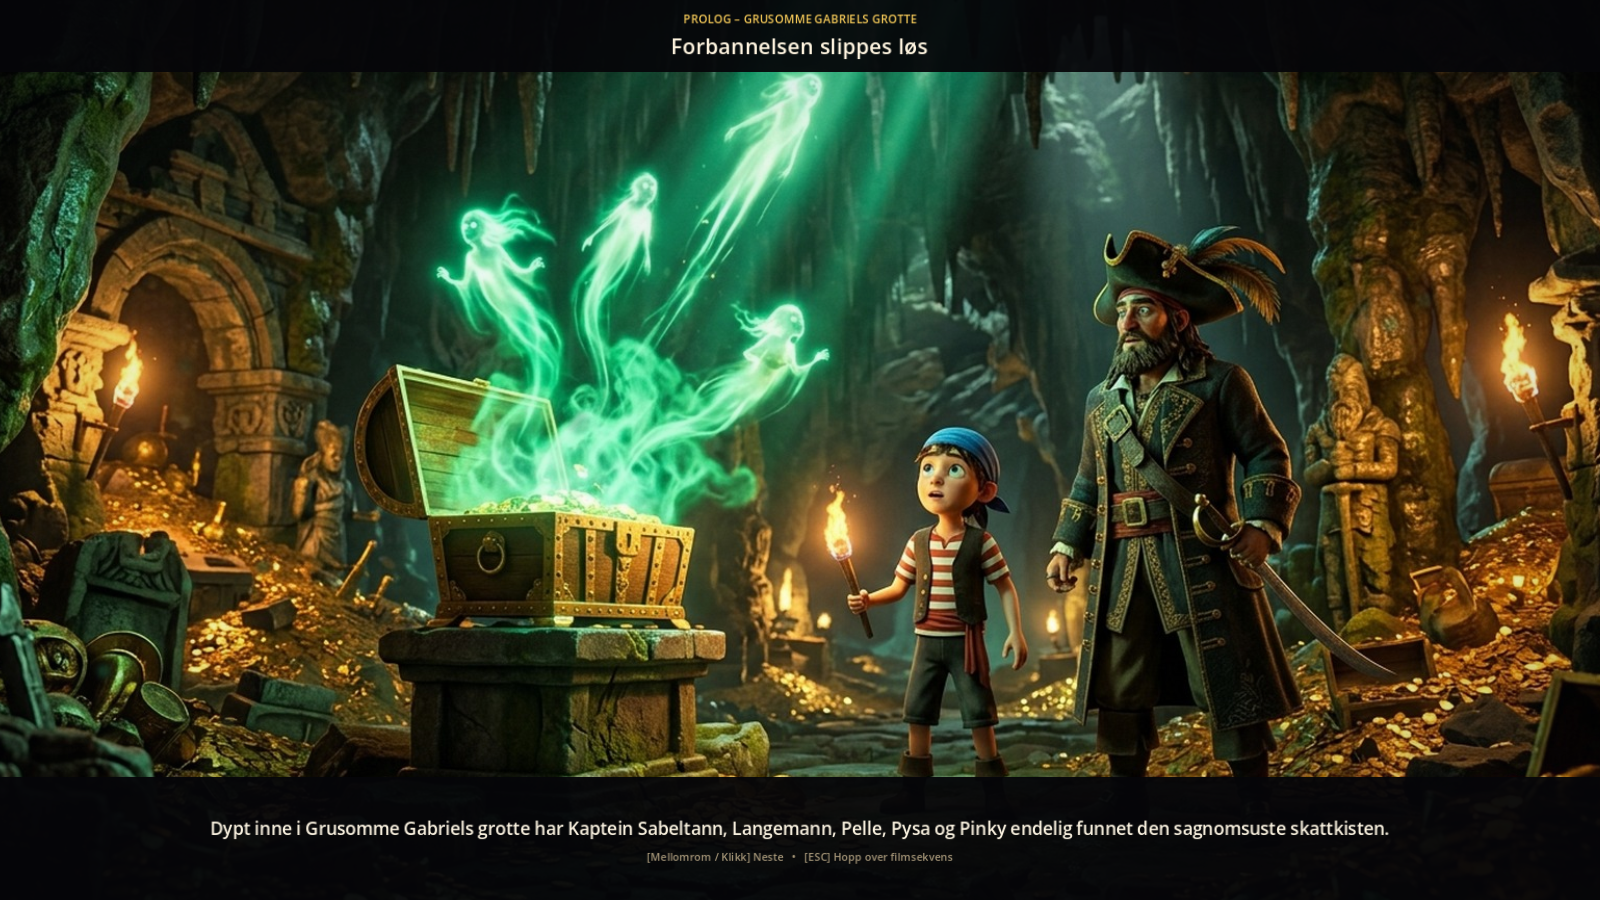 PROLOG – GRUSOMME GABRIELS GROTTE
Forbannelsen slippes løs
Dypt inne i Grusomme Gabriels grotte har Kaptein Sabeltann, Langemann, Pelle, Pysa og Pinky endelig funnet den sagnomsuste skattkisten.
[Mellomrom / Klikk] Neste • [ESC] Hopp over filmsekvens